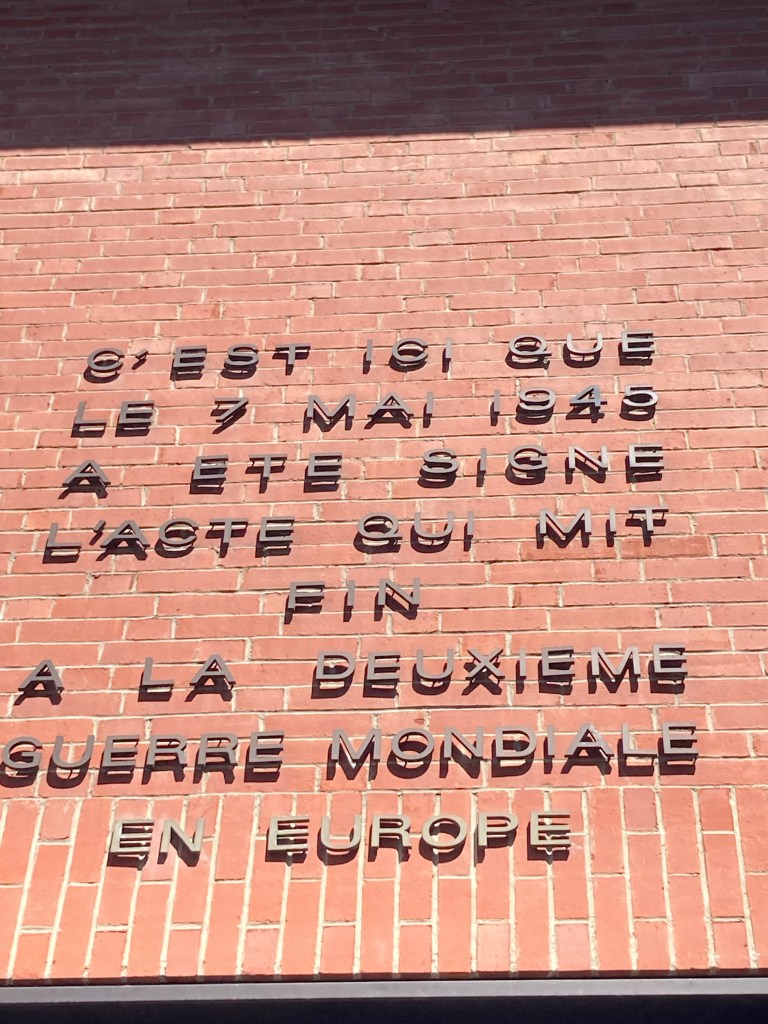 C'EST ICI QUE
LE 7 MAI 1945
A ETE SIGNE
L'ACTE QUI MIT
FIN
A LA DEUXIEME
GUERRE MONDIALE
EN EUROPE